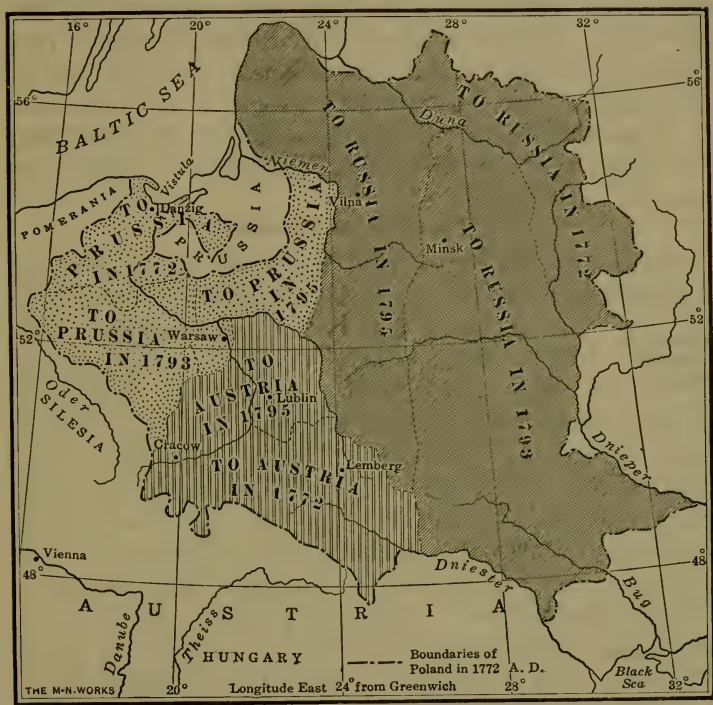 16°
20°
24°
28°
32°
56°
56°
BALTIC SEA
Düna
TO RUSSIA IN 1772
TO RUSSIA IN 1795
TO RUSSIA IN 1793
Niemen
Vilna
Minsk
POMERANIA
Vistula
Danzig
TO
PRUSSIA
IN 1772
PRUSSIA
TO PRUSSIA
IN
1795
52°
52
TO
PRUSSIA
IN 1793
Warsaw
TO
AUSTRIA
IN 1795
Lublin
Oder
SILESIA
Cracow
TO AUSTRIA
IN 1772
Lemberg
Dnieper
Vienna
48°
48°
Dniester
Bug
AUSTRIA
Danube
Theiss
HUNGARY
Boundaries of
Poland in 1772 A. D.
Black
Sea
THE M-N.WORKS
20°
Longitude East 24° from Greenwich
28°
32°